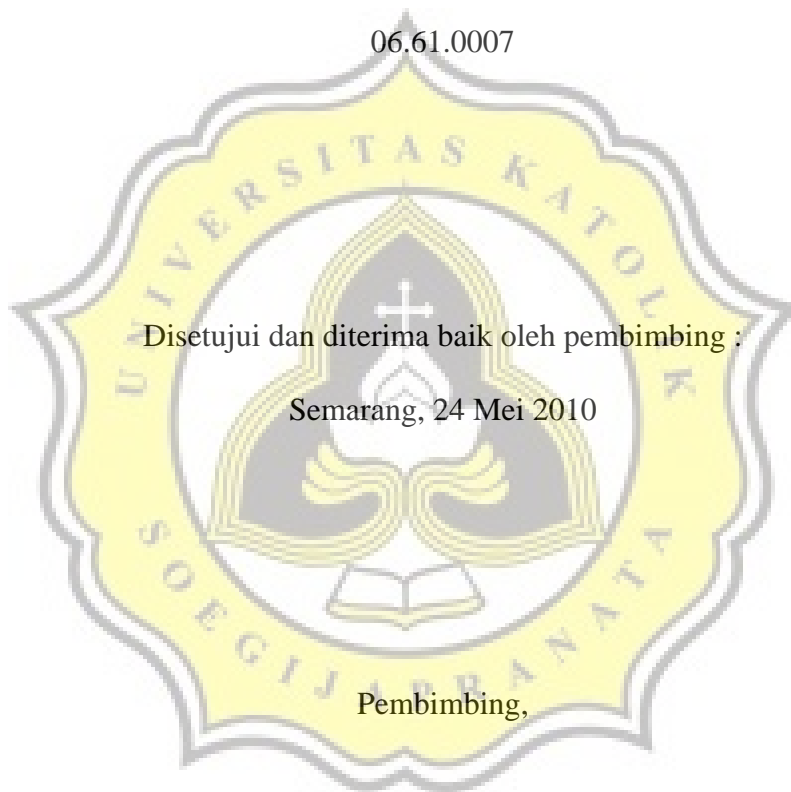 06.61.0007
UNIVERSITAS KATOLIK
Disetujui dan diterima baik oleh pembimbing :
Semarang, 24 Mei 2010
SOEGIJAPRANATA
Pembimbing,